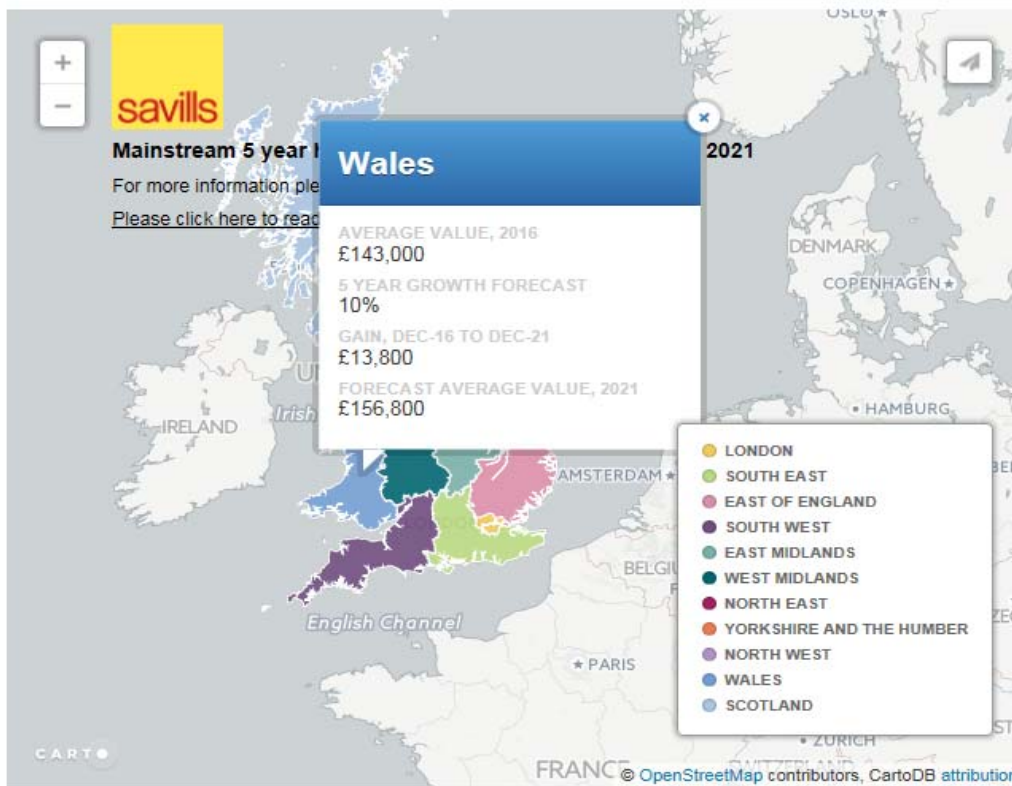 OSLO
+
−
savills
Mainstream 5 year 2021
For more information
Please click here to read
Wales
AVERAGE VALUE, 2016
£143,000
5 YEAR GROWTH FORECAST
10%
GAIN, DEC-16 TO DEC-21
£13,800
FORECAST AVERAGE VALUE, 2021
£156,800
DENMARK
COPENHAGEN
HAMBURG
IRELAND
Irish
AMSTERDAM
LONDON
LONDON
SOUTH EAST
EAST OF ENGLAND
SOUTH WEST
EAST MIDLANDS
WEST MIDLANDS
NORTH EAST
YORKSHIRE AND THE HUMBER
NORTH WEST
WALES
SCOTLAND
English Channel
PARIS
ZURICH
FRANCE
SWITZERLAND
CARTO
© OpenStreetMap contributors, CartoDB attribution